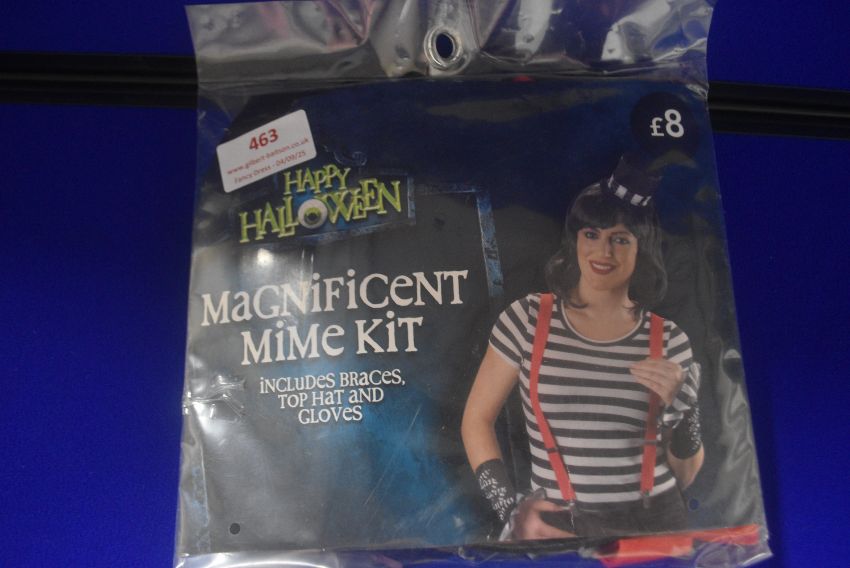 463
www.gilbert-baitson.co.uk
Fancy Dress - 04/09/25
£8
HAPPY
HALLOWEEN
MAGNiFiCENT
MiMe KiT
iNCLUDES BRACES,
TOP HAT AND
GLOVES